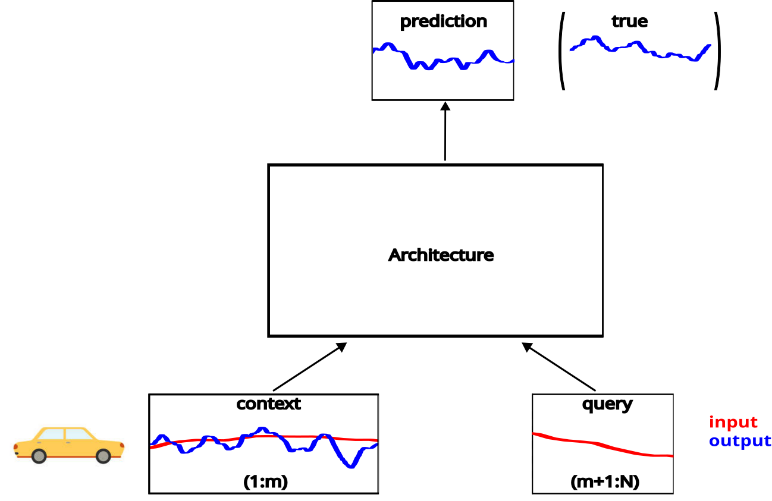 prediction
true
Architecture
context
query
input
output
(1:m)
(m+1:N)